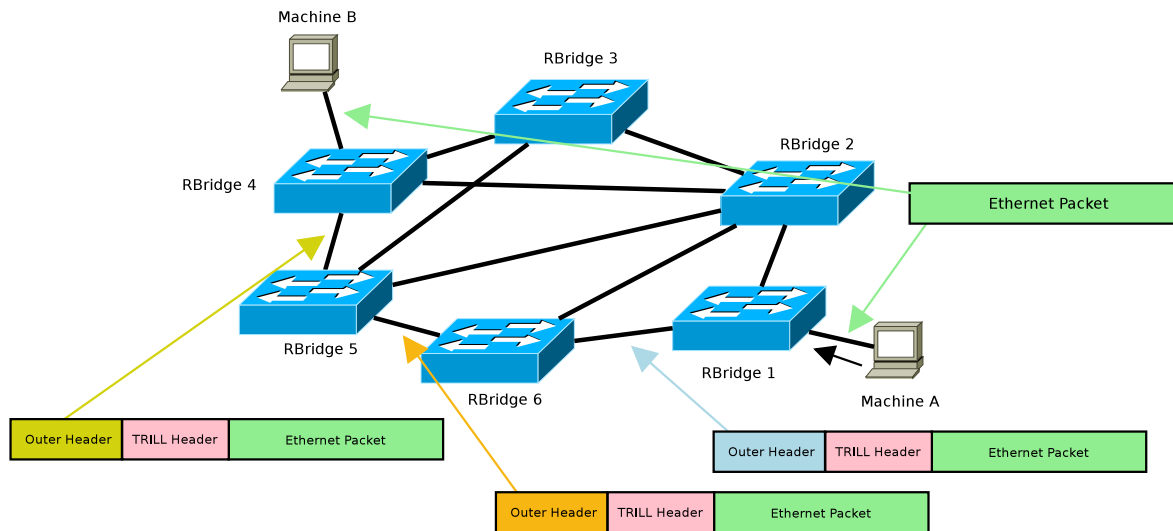 Machine B
RBridge 3
RBridge 2
RBridge 4
Ethernet Packet
RBridge 5
RBridge 1
RBridge 6
Machine A
Outer Header TRILL Header Ethernet Packet
Outer Header TRILL Header Ethernet Packet
Outer Header TRILL Header Ethernet Packet